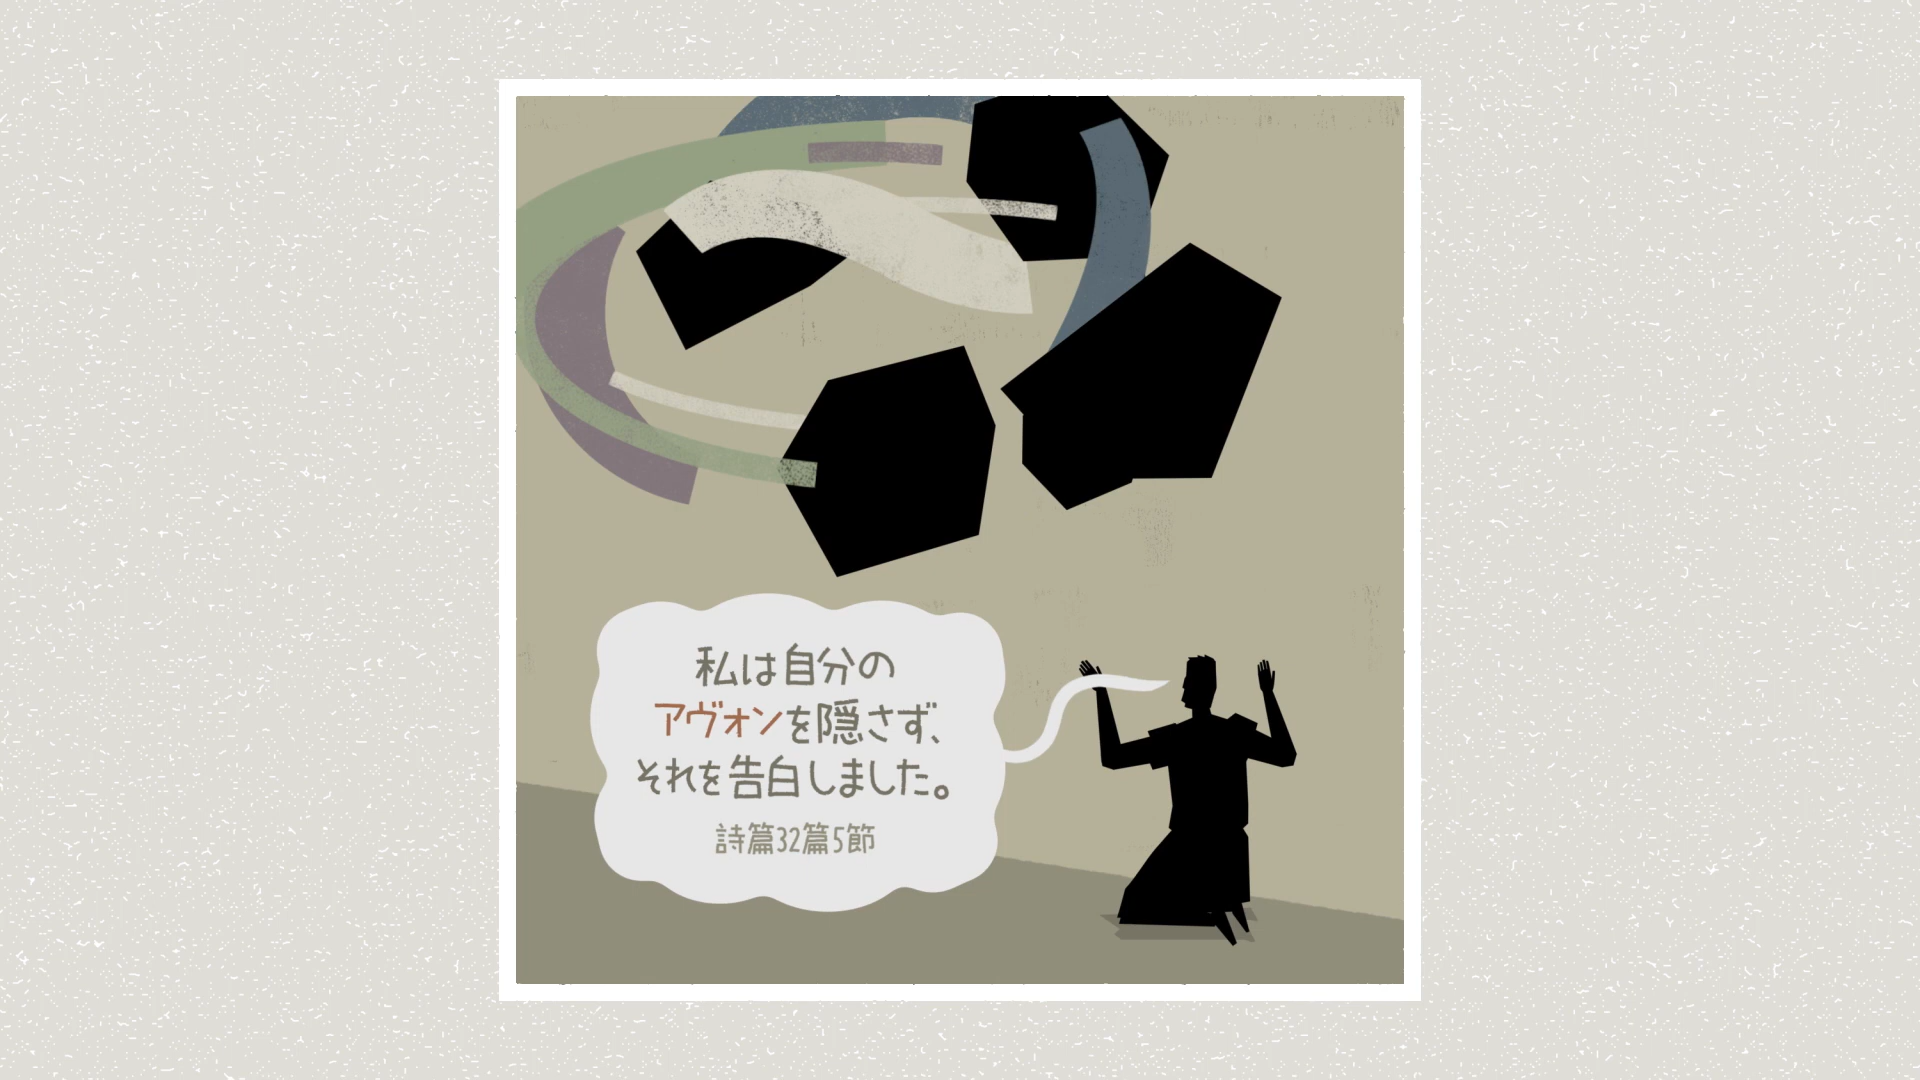 私は自分の
アヴォンを隠さず、
それを告白しました。
詩篇32篇5節